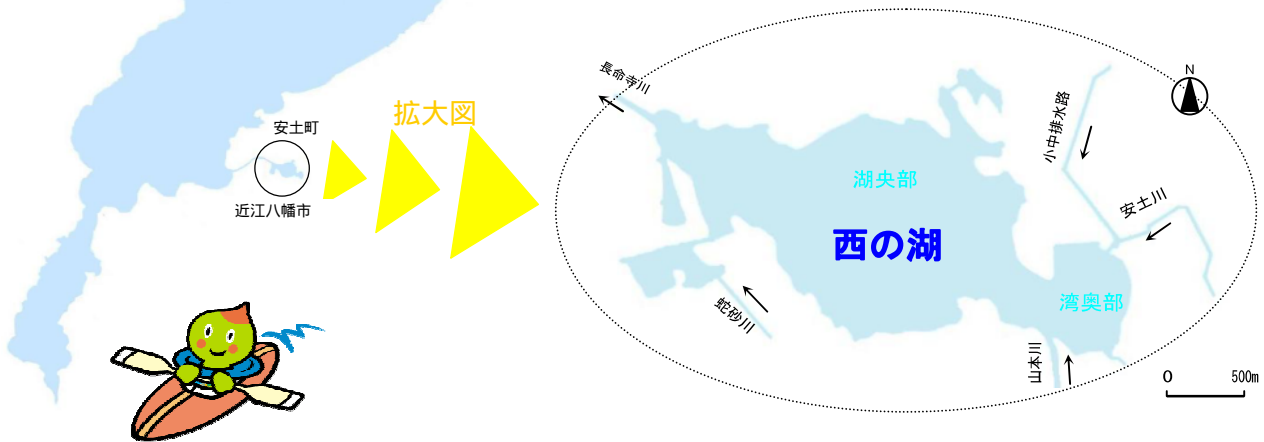 安土町
近江八幡市
拡大図
長命寺川
小中排水路
N
湖央部
安土川
西の湖
湾奥部
蛇砂川
山本川
0 500m